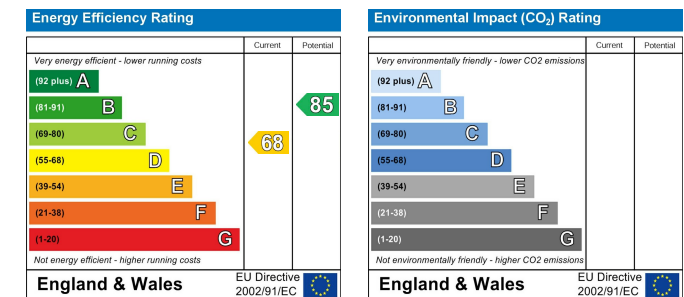 Energy Efficiency Rating
Current Potential
Very energy efficient - lower running costs
(92 plus) A
(81-91) B
85
(69-80) C
68
(55-68) D
(39-54) E
(21-38) F
(1-20) G
Not energy efficient - higher running costs
England & Wales
EU Directive
2002/91/EC
Environmental Impact (CO2) Rating
Current Potential
Very environmentally friendly - lower CO2 emissions
(92 plus) A
(81-91) B
(69-80) C
(55-68) D
(39-54) E
(21-38) F
(1-20) G
Not environmentally friendly - higher CO2 emissions
England & Wales
EU Directive
2002/91/EC